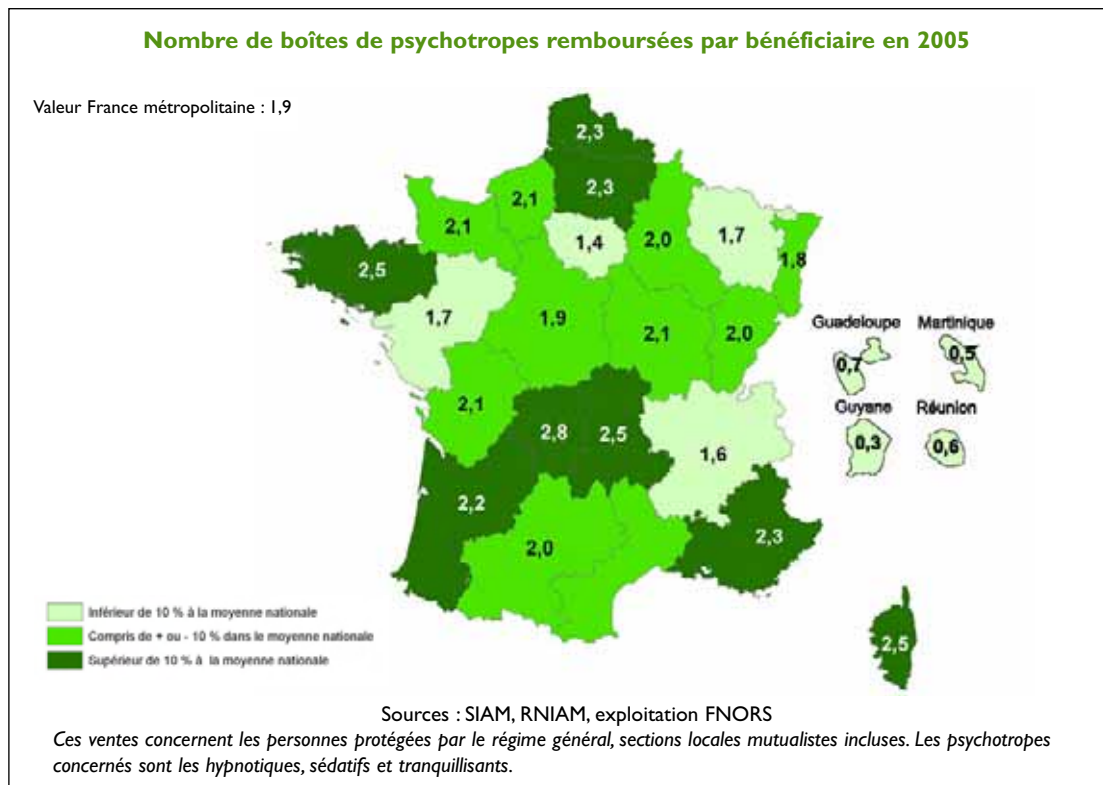 Nombre de boîtes de psychotropes remboursées par bénéficiaire en 2005
Valeur France métropolitaine : 1,9
2,3
2,3
2,1
2,1
1,4
2,0
1,7
1,8
2,5
1,7
1,9
2,1
2,0
Guadeloupe Martinique
0,7 0,5
Guyane Réunion
0,3 0,6
2,1
2,8
2,5
1,6
2,2
2,0
2,3
2,5
Inférieur de 10 % à la moyenne nationale
Compris de + ou - 10 % dans le moyenne nationale
Supérieur de 10 % à la moyenne nationale
Sources : SIAM, RNIAM, exploitation FNORS
Ces ventes concernent les personnes protégées par le régime général, sections locales mutualistes incluses. Les psychotropes
concernés sont les hypnotiques, sédatifs et tranquillisants.